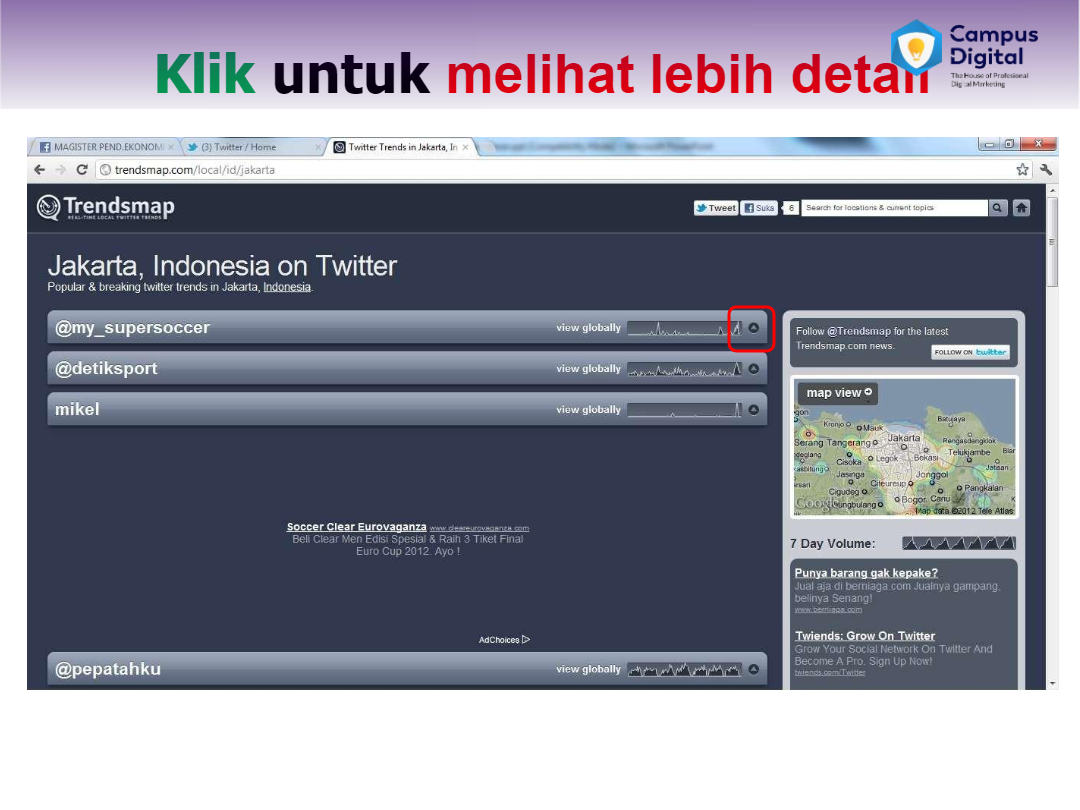 Klik untuk melihat lebih detail
Campus
Digital
The House of Profesional
Digital Marketing
MAGISTER PEND.EKONOMI
(3) Twitter / Home
Twitter Trends in Jakarta, In
trendsmap.com/local/id/jakarta
Trendsmap
REAL-TIME LOCAL TWITTER TRENDS
Tweet
Suka
6
Search for locations & current topics
Jakarta, Indonesia on Twitter
Popular & breaking twitter trends in Jakarta, Indonesia.
@my_supersoccer
view globally
@detiksport
view globally
mikel
view globally
Soccer Clear Eurovaganza www.cleareurovaganza.com
Beli Clear Men Edisi Spesial & Raih 3 Tiket Final
Euro Cup 2012. Ayo !
AdChoices
@pepatahku
view globally
Follow @Trendsmap for the latest
Trendsmap.com news.
FOLLOW ON twitter
map view
Batujaya
Kronjo
Mauk
Jakarta
Rengasdengklok
Serang
Tangerang
Telukjambe
Cisoka
Legok
Bekasi
Jasinga
Jonggol
Citeureup
Cigudeg
Pangkalan
Bogor
Map data ©2012 Tele Atlas
7 Day Volume:
Punya barang gak kepake?
Jual aja di berniaga.com Jualnya gampang,
belinya Senang!
www.berniaga.com
Twiends: Grow On Twitter
Grow Your Social Network On Twitter And
Become A Pro. Sign Up Now!
twiends.com/Twitter